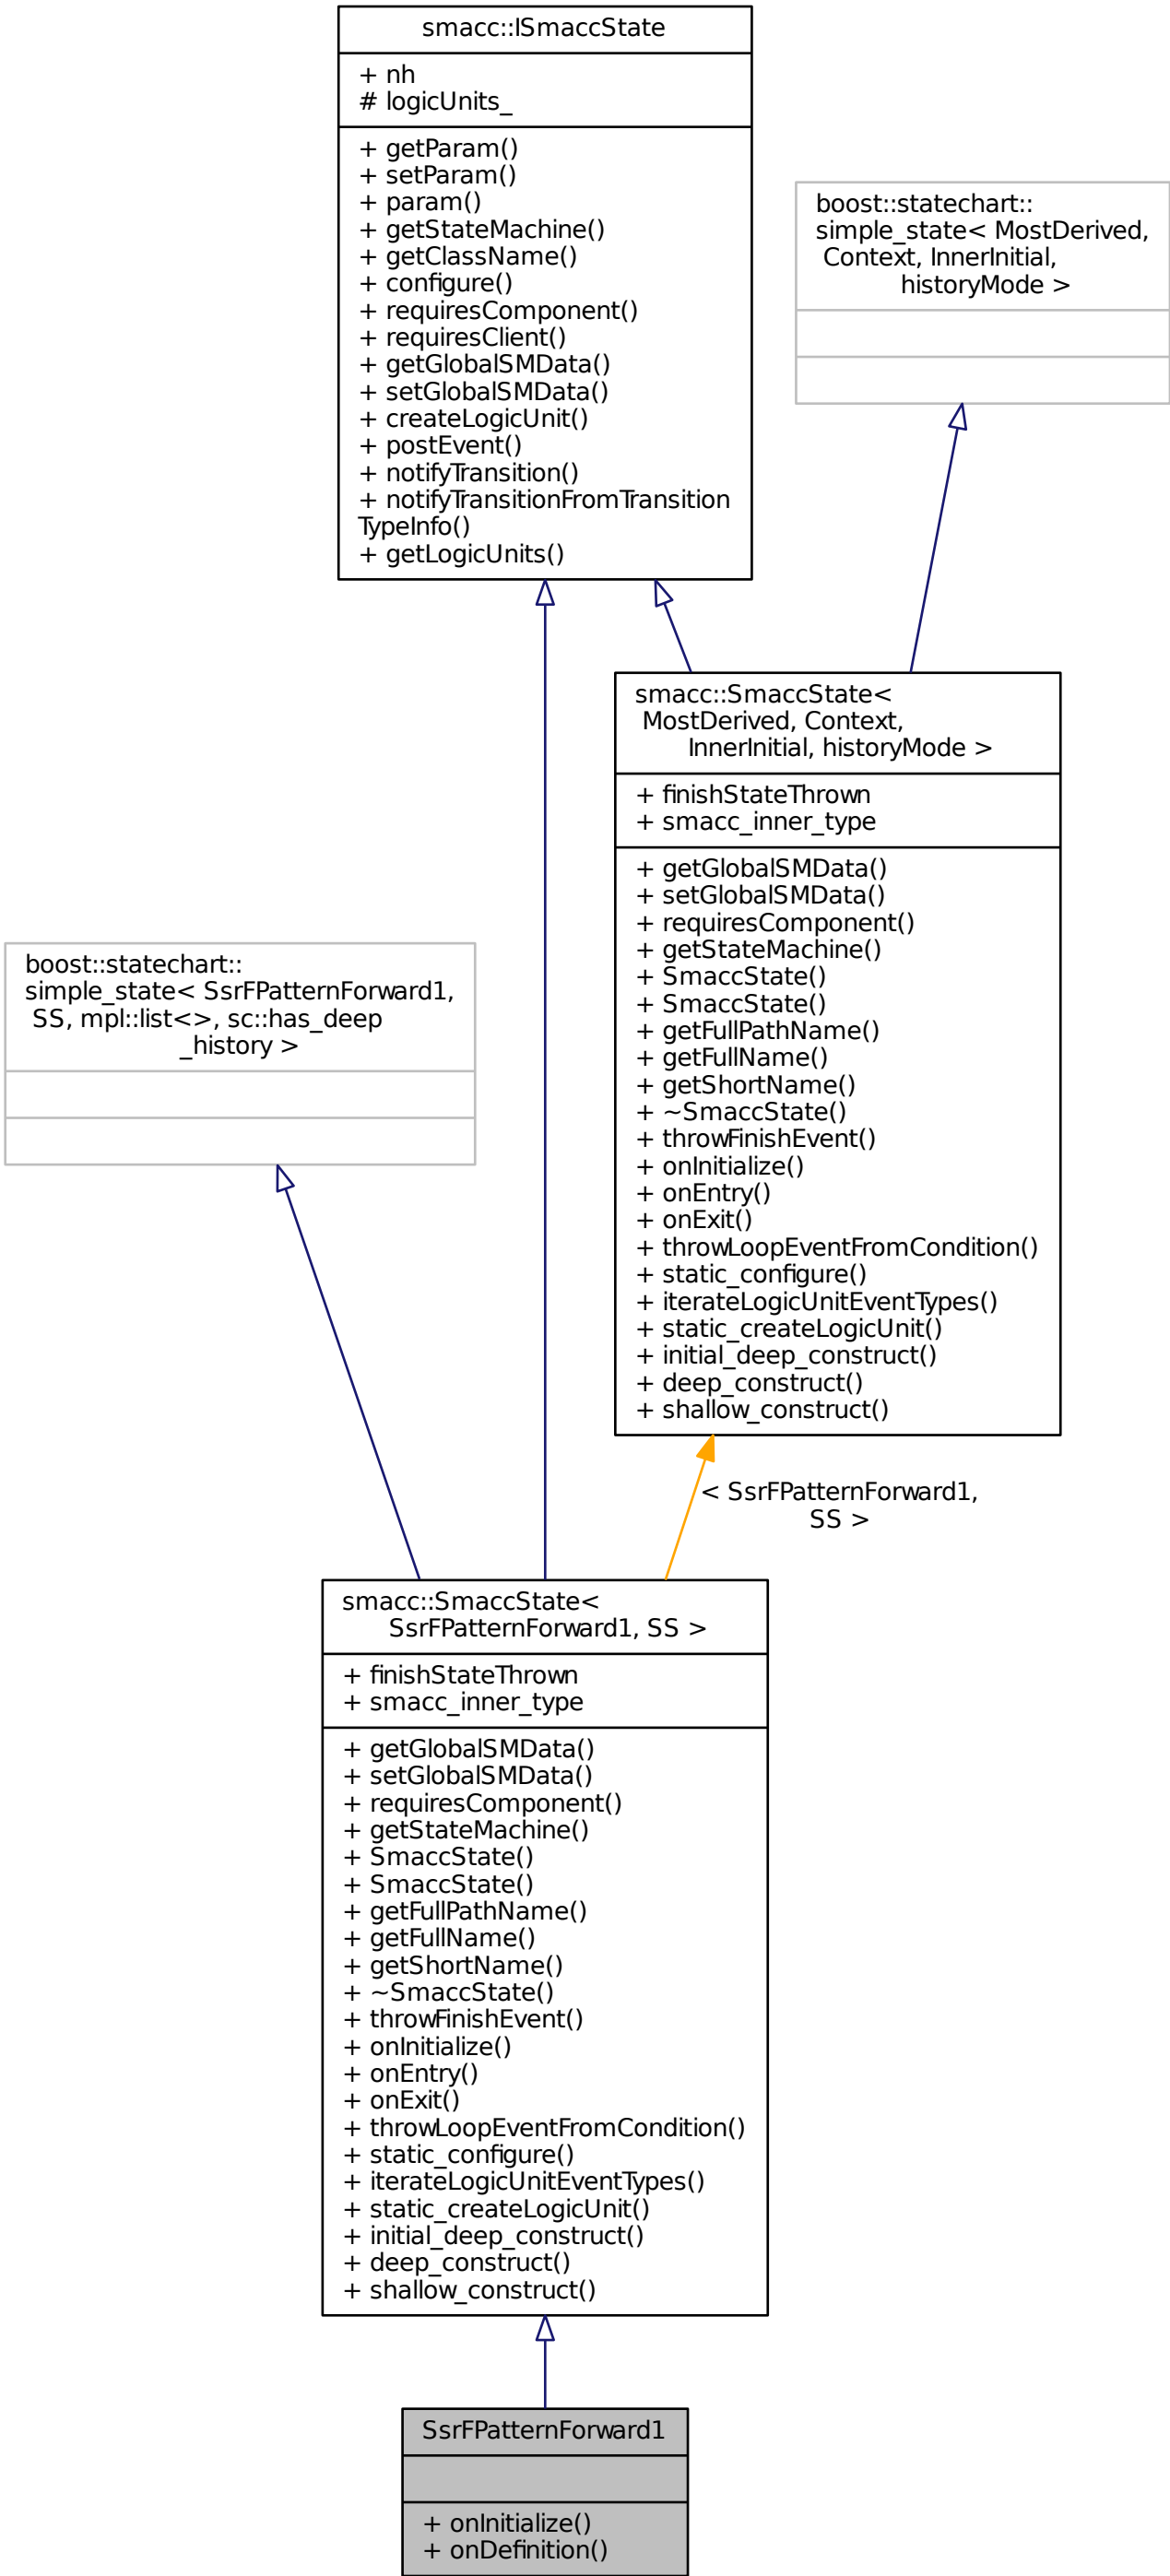 smacc::ISmaccState
+ nh
# logicUnits_
+ getParam()
+ setParam()
+ param()
+ getStateMachine()
+ getClassName()
+ configure()
+ requiresComponent()
+ requiresClient()
+ getGlobalSMData()
+ setGlobalSMData()
+ createLogicUnit()
+ postEvent()
+ notifyTransition()
+ notifyTransitionFromTransition
TypeInfo()
+ getLogicUnits()
boost::statechart::
simple_state< MostDerived,
Context, InnerInitial,
historyMode >
smacc::SmaccState<
MostDerived, Context,
InnerInitial, historyMode >
+ finishStateThrown
+ smacc_inner_type
+ getGlobalSMData()
+ setGlobalSMData()
+ requiresComponent()
+ getStateMachine()
+ SmaccState()
+ SmaccState()
+ getFullPathName()
+ getFullName()
+ getShortName()
+ ~SmaccState()
+ throwFinishEvent()
+ onInitialize()
+ onEntry()
+ onExit()
+ throwLoopEventFromCondition()
+ static_configure()
+ iterateLogicUnitEventTypes()
+ static_createLogicUnit()
+ initial_deep_construct()
+ deep_construct()
+ shallow_construct()
boost::statechart::
simple_state< SsrFPatternForward1,
SS, mpl::list<>, sc::has_deep
_history >
< SsrFPatternForward1,
SS >
smacc::SmaccState<
SsrFPatternForward1, SS >
+ finishStateThrown
+ smacc_inner_type
+ getGlobalSMData()
+ setGlobalSMData()
+ requiresComponent()
+ getStateMachine()
+ SmaccState()
+ SmaccState()
+ getFullPathName()
+ getFullName()
+ getShortName()
+ ~SmaccState()
+ throwFinishEvent()
+ onInitialize()
+ onEntry()
+ onExit()
+ throwLoopEventFromCondition()
+ static_configure()
+ iterateLogicUnitEventTypes()
+ static_createLogicUnit()
+ initial_deep_construct()
+ deep_construct()
+ shallow_construct()
SsrFPatternForward1
+ onInitialize()
+ onDefinition()